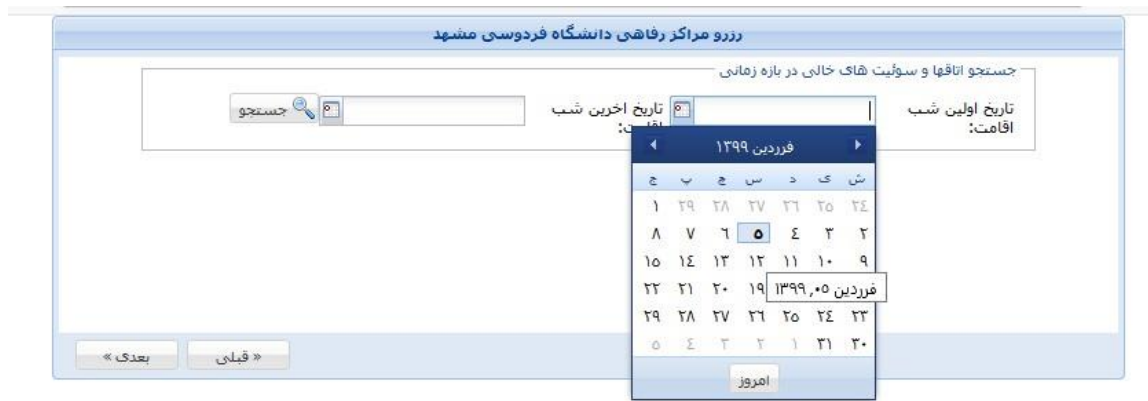 رزرو مراکز رفاهی دانشگاه فردوسی مشهد
جستجو اتاقها و سوئیت های خالی در بازه زمانی
تاریخ اولین شب
اقامت:
تاریخ اخرین شب
جستجو
فرردین ۱۳۹۹
ش ی د س چ پ ج
۲۴ ۲۵ ۲۶ ۲۷ ۲۸ ۲۹ ۱
۲ ۳ ۴ ۵ ۶ ۷ ۸
۹ ۱۰ ۱۱ ۱۲ ۱۳ ۱۴ ۱۵
۱۹ ۲۰ ۲۱ ۲۲
فرردین ۰۵, ۱۳۹۹
۲۳ ۲۴ ۲۵ ۲۶ ۲۷ ۲۸ ۲۹
۳۰ ۳۱ ۱ ۲ ۳ ۴ ۵
امروز
« قبلی
بعدی »